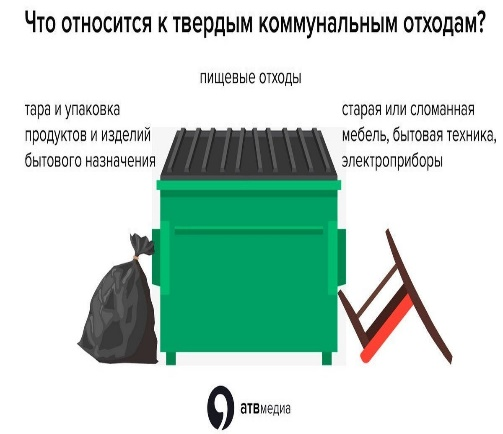 Что относится к твердым коммунальным отходам?
пищевые отходы
тара и упаковка
продуктов и изделий
бытового назначения
старая или сломанная
мебель, бытовая техника,
электроприборы
атвмедиа